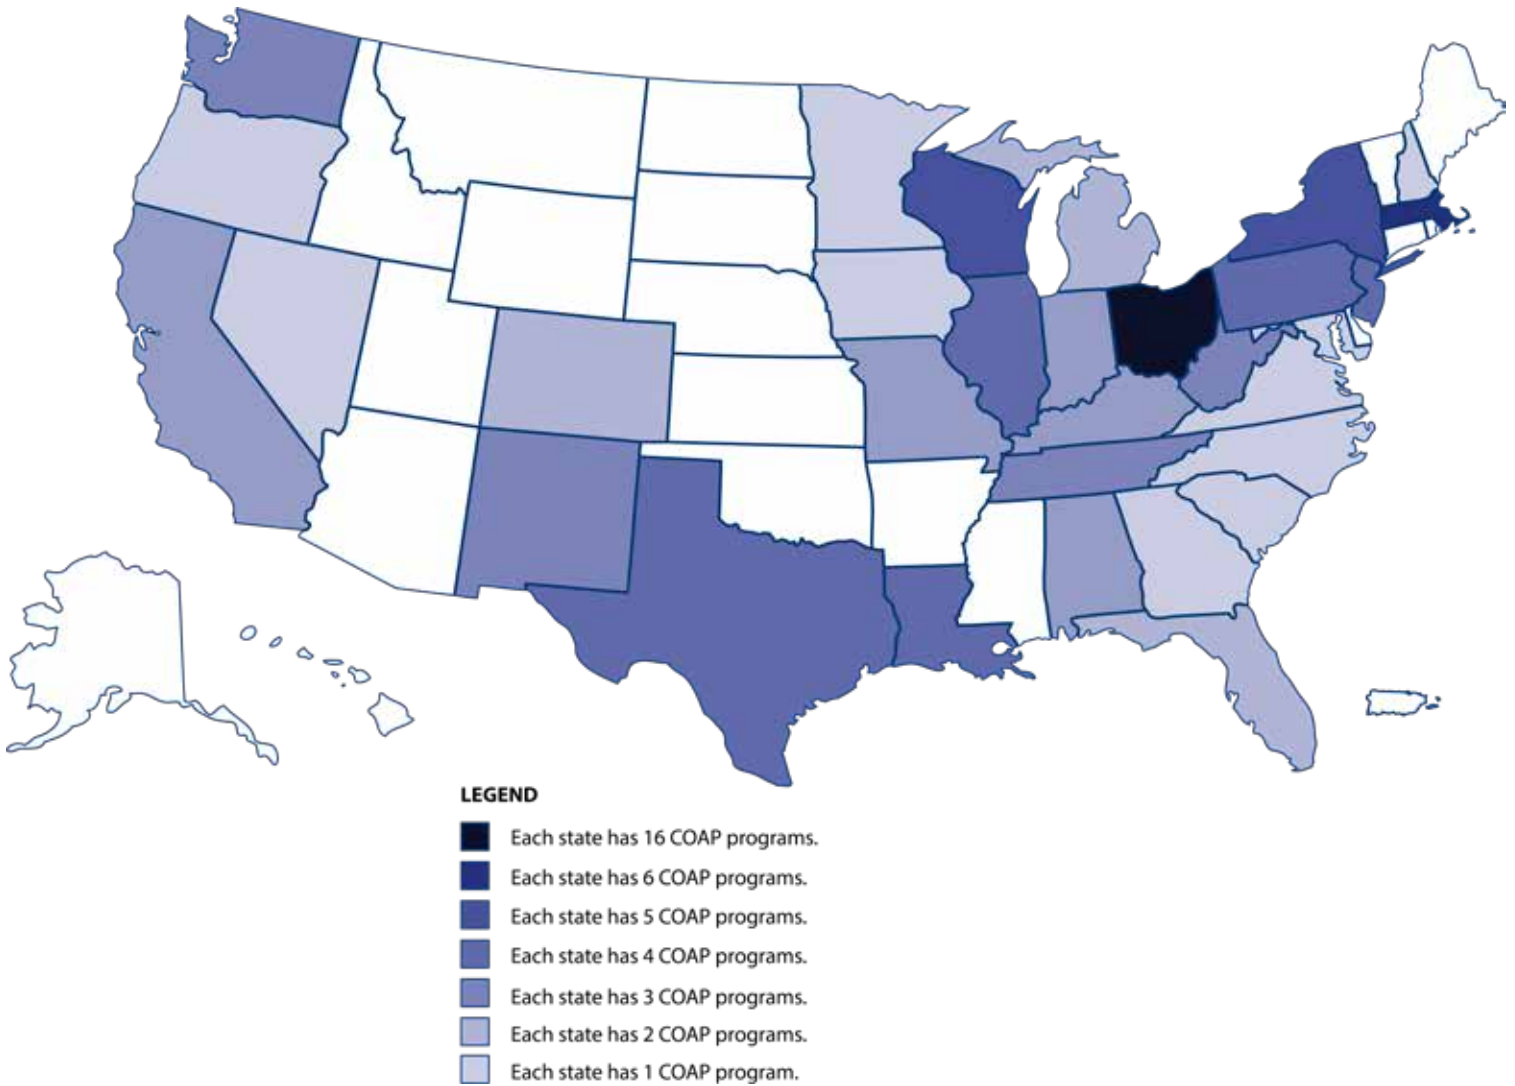 LEGEND
Each state has 16 COAP programs.
Each state has 6 COAP programs.
Each state has 5 COAP programs.
Each state has 4 COAP programs.
Each state has 3 COAP programs.
Each state has 2 COAP programs.
Each state has 1 COAP program.